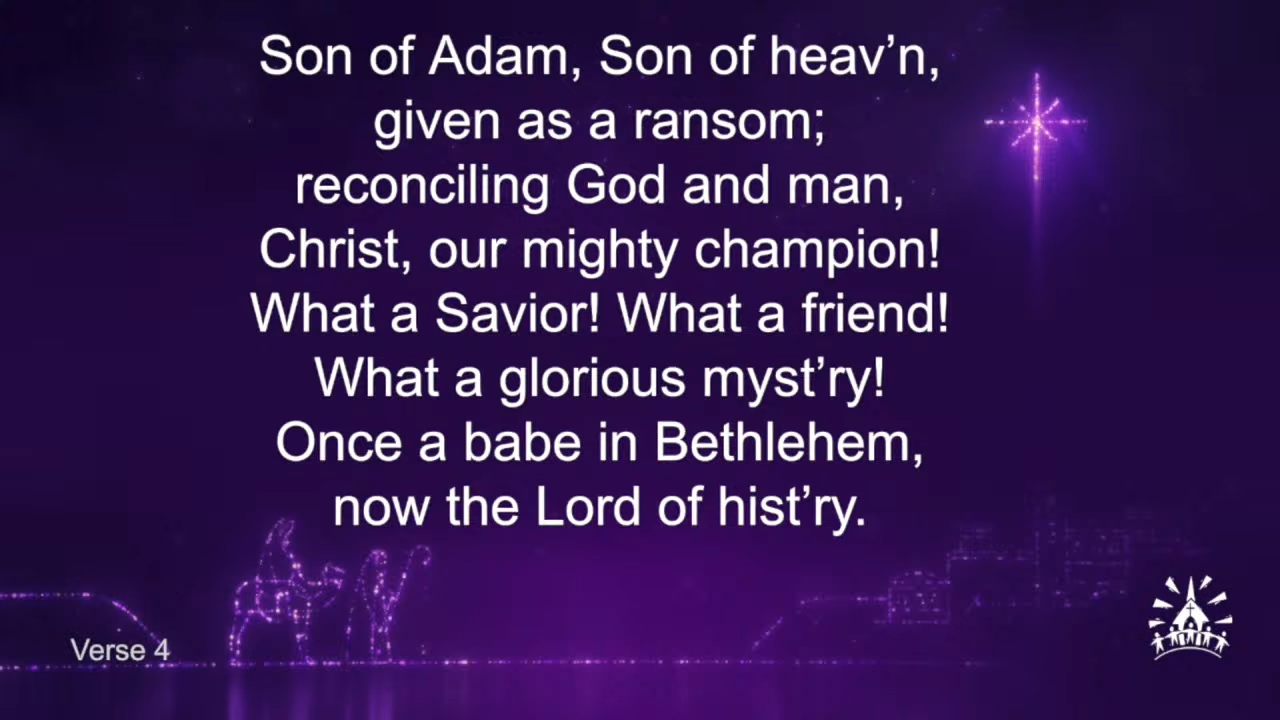 Son of Adam, Son of heav’n,
given as a ransom;
reconciling God and man,
Christ, our mighty champion!
What a Savior! What a friend!
What a glorious myst’ry!
Once a babe in Bethlehem,
now the Lord of hist’ry.
Verse 4